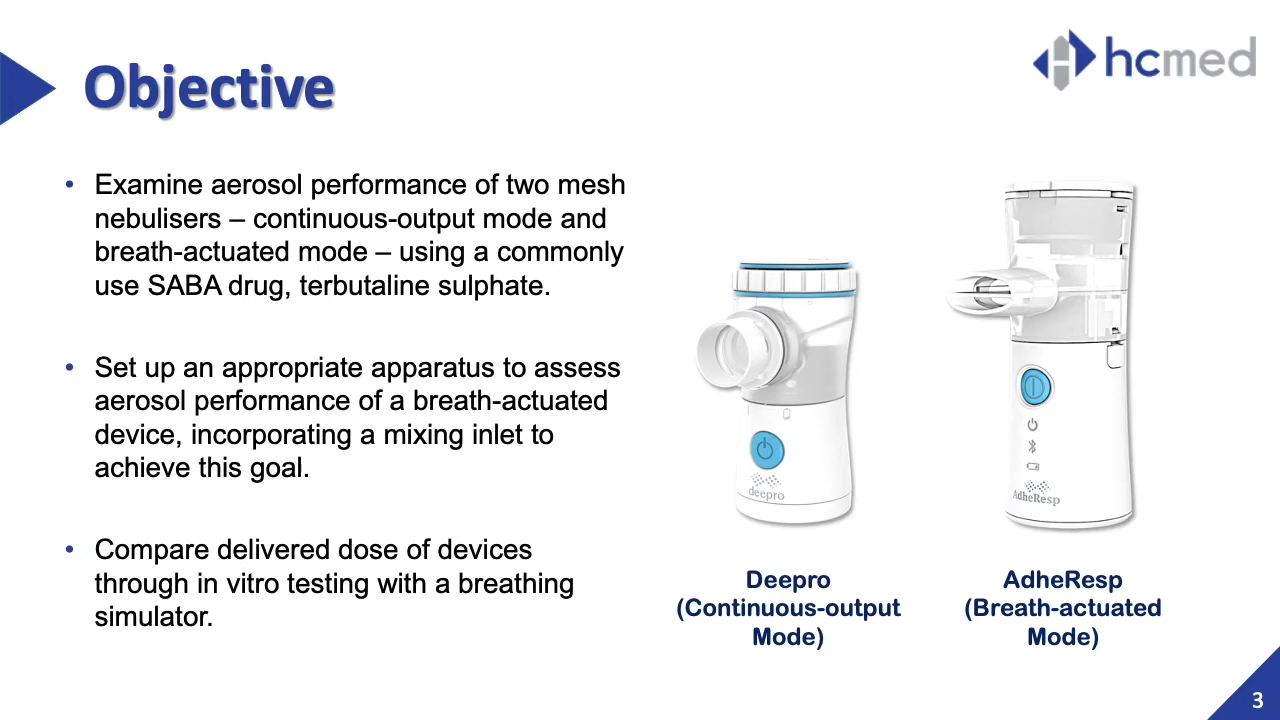 hcmed
Objective
• Examine aerosol performance of two mesh
nebulisers – continuous-output mode and
breath-actuated mode – using a commonly
use SABA drug, terbutaline sulphate.
• Set up an appropriate apparatus to assess
aerosol performance of a breath-actuated
device, incorporating a mixing inlet to
achieve this goal.
• Compare delivered dose of devices
through in vitro testing with a breathing
simulator.
deepro
AdheResp
Deepro
(Continuous-output
Mode)
AdheResp
(Breath-actuated
Mode)
3